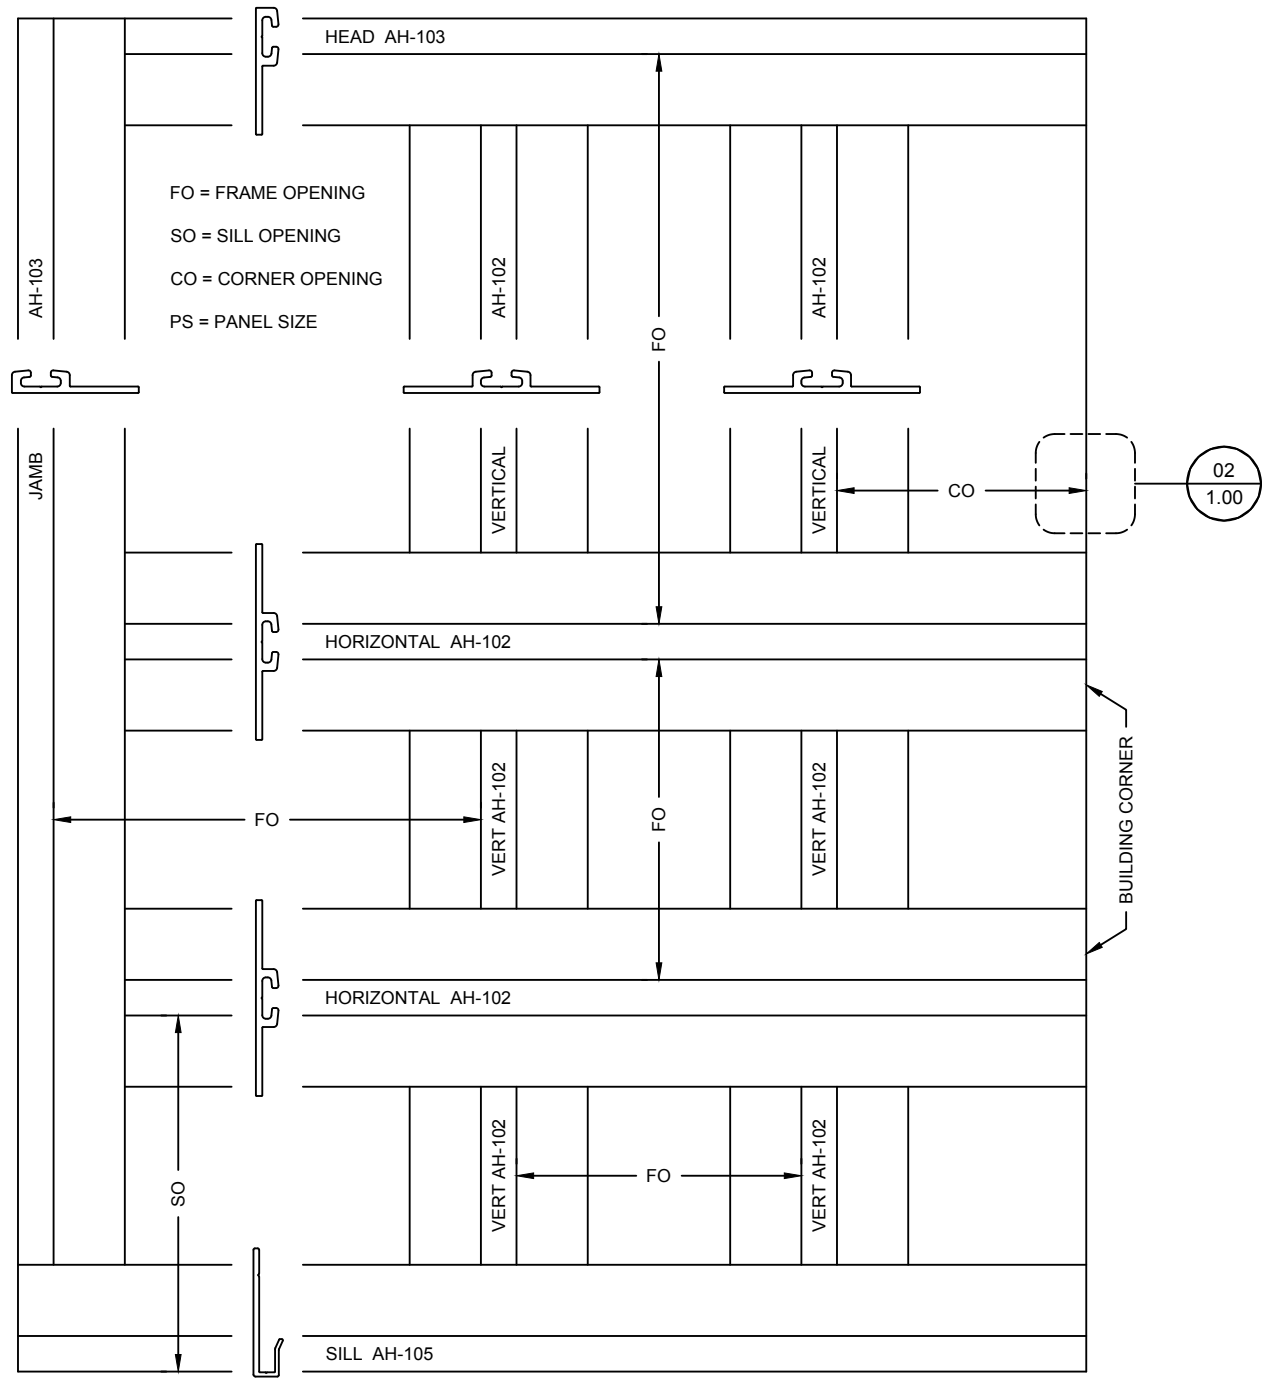 HEAD AH-103
FO = FRAME OPENING
SO = SILL OPENING
CO = CORNER OPENING
PS = PANEL SIZE
AH-103
AH-102
AH-102
FO
JAMB
VERTICAL
VERTICAL
CO
02
1.00
HORIZONTAL AH-102
FO
VERT AH-102
FO
VERT AH-102
BUILDING CORNER
HORIZONTAL AH-102
SO
VERT AH-102
FO
VERT AH-102
SILL AH-105